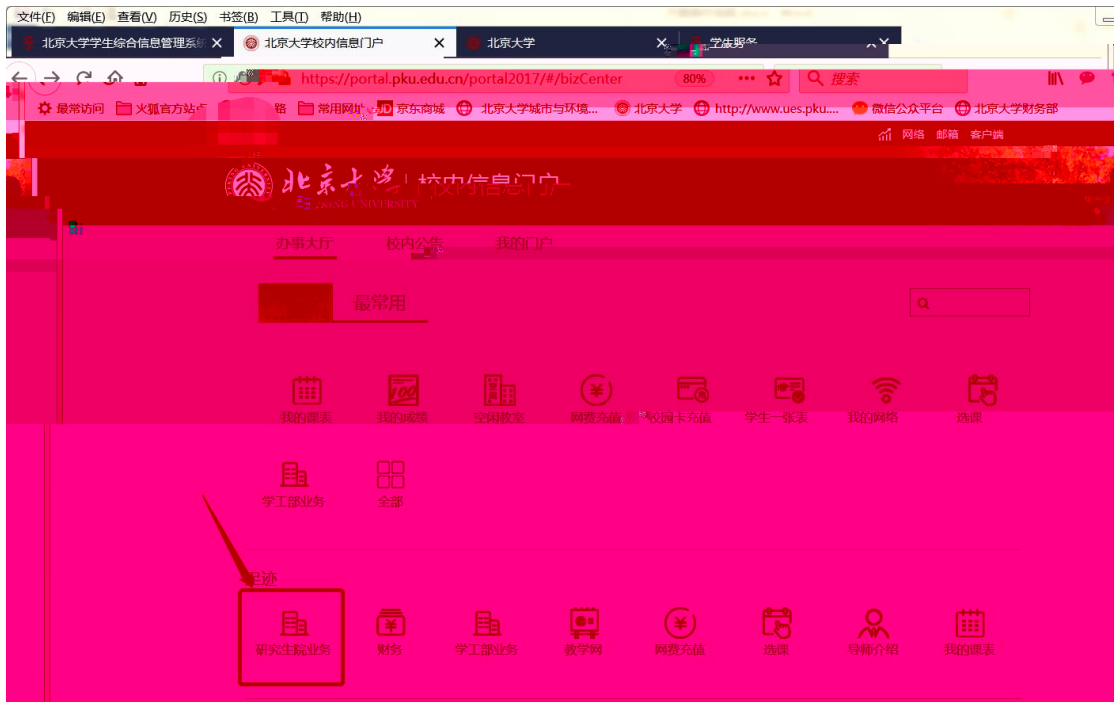 文件(F) 编辑(E) 查看(V) 历史(S) 书签(B) 工具(T) 帮助(H)
北京大学学生综合信息管理系统 北京大学校内信息门户 北京大学
https://portal.pku.edu.cn/portal2017/#/bizCenter 80% 搜索
最常访问 火狐官方站点 常用网址 京东商城 北京大学城市与环境... 北京大学 http://www.ues.pku.... 微信公众平台 北京大学财务部
网络 邮箱 客户端
北京大学 校内信息门户
办事大厅 校内公告 我的门户
最常用
我的课表 我的成绩 空闲教室 网费充值 校园卡充值 学生一张表 我的网络 选课
学工部业务 全部
足迹
研究生院业务 财务 学工部业务 教学网 网费充值 选课 导师介绍 我的课表